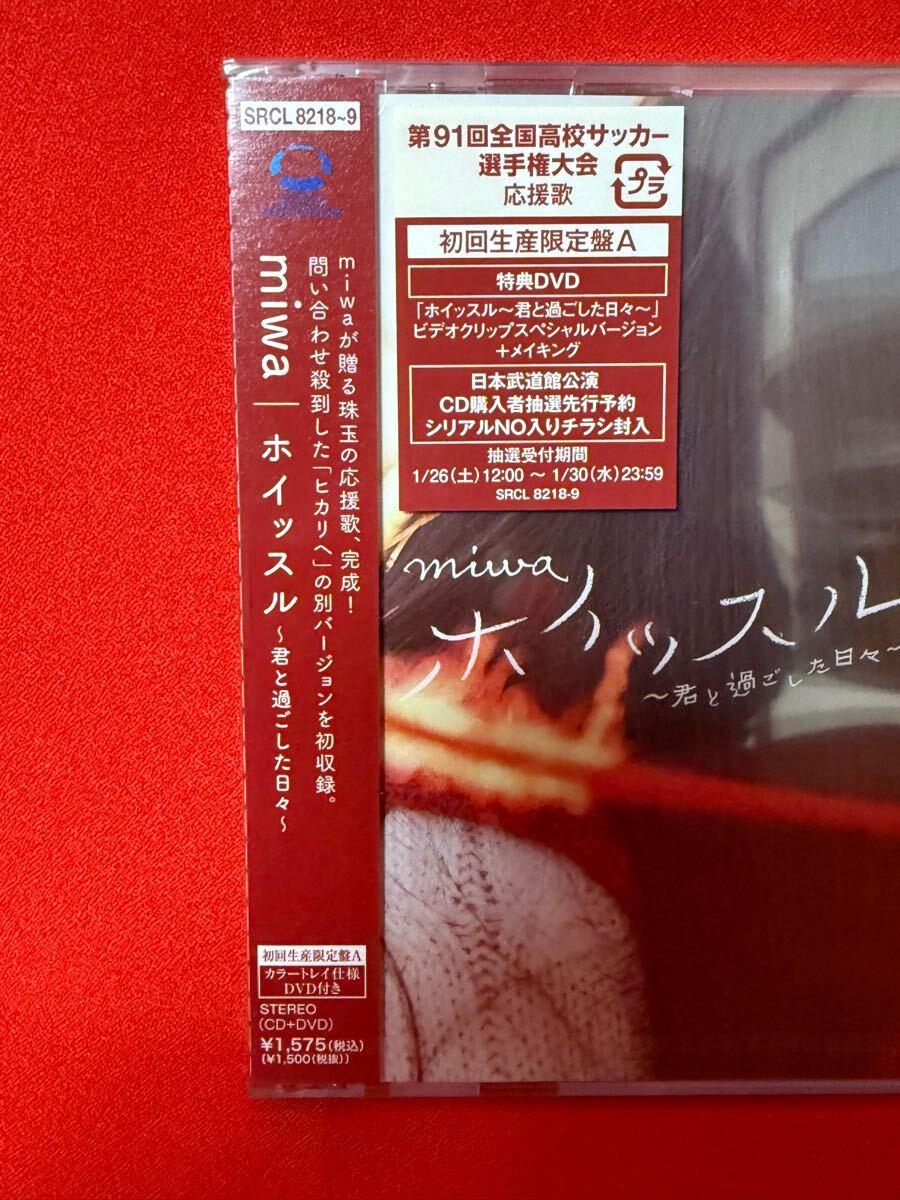 SRCL 8218~9
miwa｜ホイッスル ～君と過ごした日々～
miwaが贈る珠玉の応援歌、完成！
問い合わせ殺到した「ヒカリへ」の別バージョンを初収録。
初回生産限定盤A
カラートレイ仕様
DVD付き
STEREO
(CD+DVD)
¥1,575(税込)
(¥1,500(税抜))
第91回全国高校サッカー
選手権大会
応援歌
プラ
初回生産限定盤A
特典DVD
「ホイッスル～君と過ごした日々～」
ビデオクリップスペシャルバージョン
＋メイキング
日本武道館公演
CD購入者抽選先行予約
シリアルNO入りチラシ封入
抽選受付期間
1/26(土)12:00 ～ 1/30(水)23:59
SRCL 8218-9
miwa
ホイッスル
～君と過ごした日々～